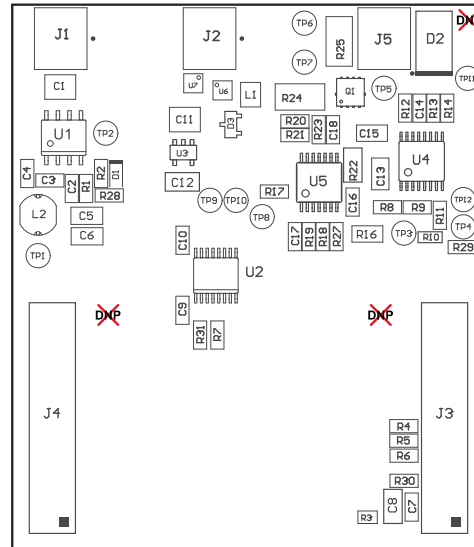 DNP
J1
J2
J5
D2
TP6
R25
TP7
TP11
C1
U7
U6
L1
R24
Q1
TP5
R12
C14
R13
R14
C11
D3
R20
R21
R23
C18
C15
U1
TP2
U3
U4
C4
C3
C2
R1
R2
D1
R28
C12
R17
U5
R22
C13
C16
L2
C5
C6
TP9
TP10
TP8
R8
R9
R11
TP12
TP4
TP3
R10
R29
TP1
C10
C17
R19
R18
R27
R16
U2
C9
R31
R7
DNP
DNP
J4
J3
R4
R5
R6
R30
C8
C7
R3